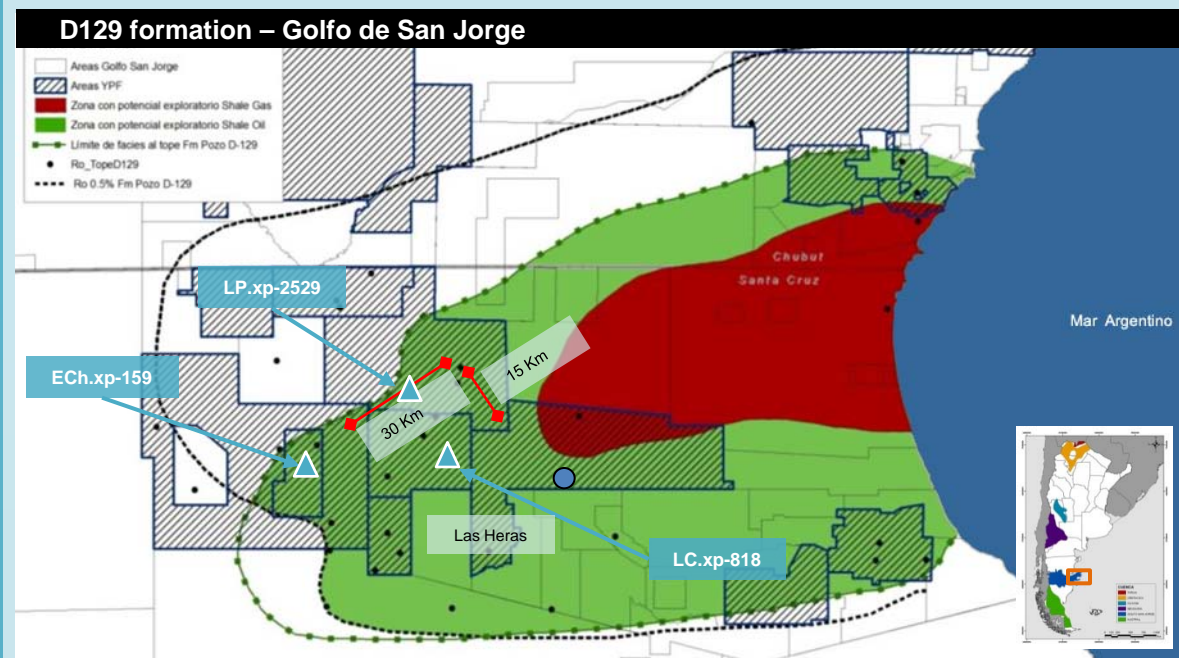 D129 formation – Golfo de San Jorge
Areas Golfo San Jorge
Areas YPF
Zona con potencial exploratorio Shale Gas
Zona con potencial exploratorio Shale Oil
Límite de facies al tope Fm Pozo D-129
Ro_TopeD129
Ro 0.5% Fm Pozo D-129
Chubut
Santa Cruz
LP.xp-2529
Mar Argentino
15 Km
ECh.xp-159
30 Km
Las Heras
LC.xp-818